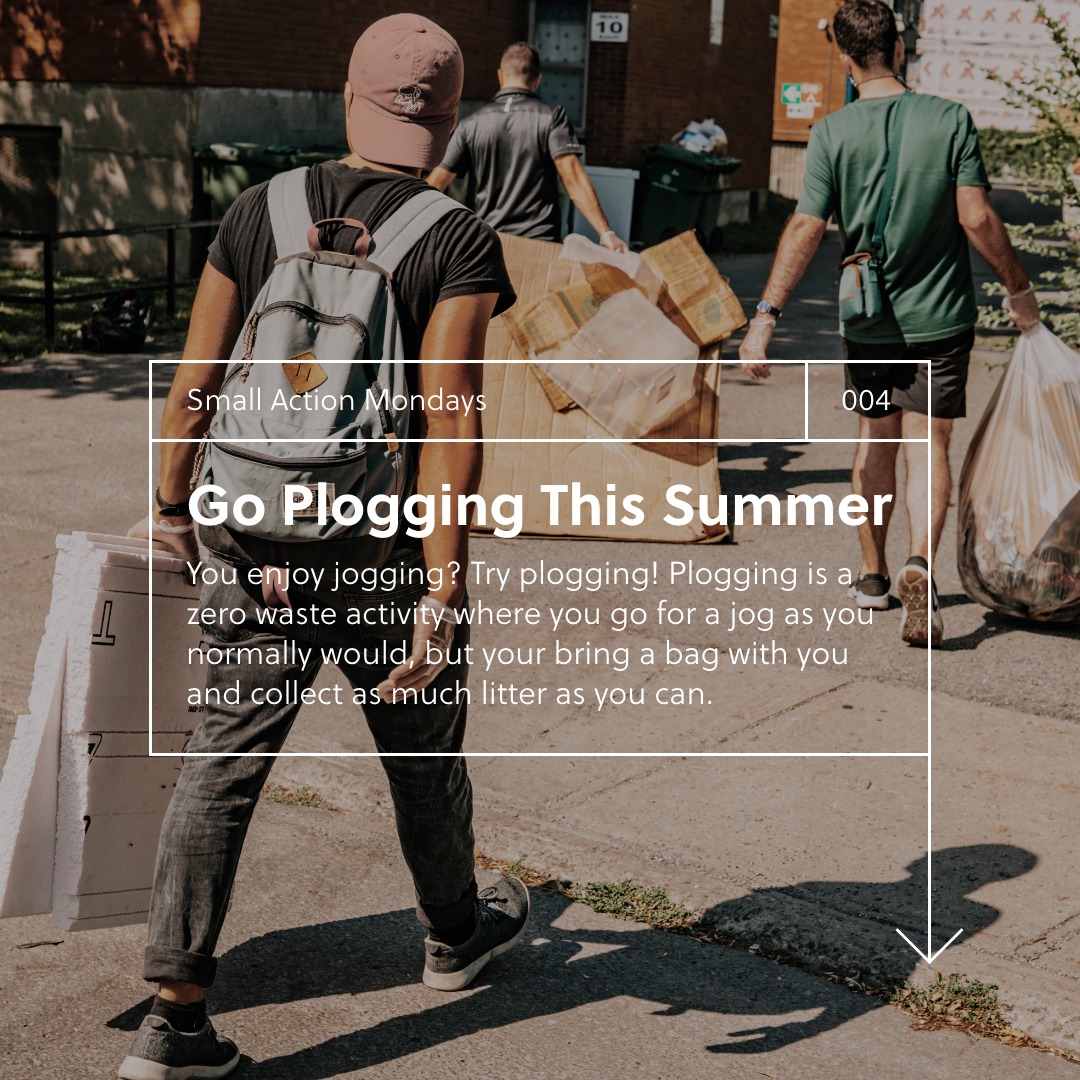 MAX
10
Small Action Mondays
004
Go Plogging This Summer
You enjoy jogging? Try plogging! Plogging is a
zero waste activity where you go for a jog as you
normally would, but your bring a bag with you
and collect as much litter as you can.